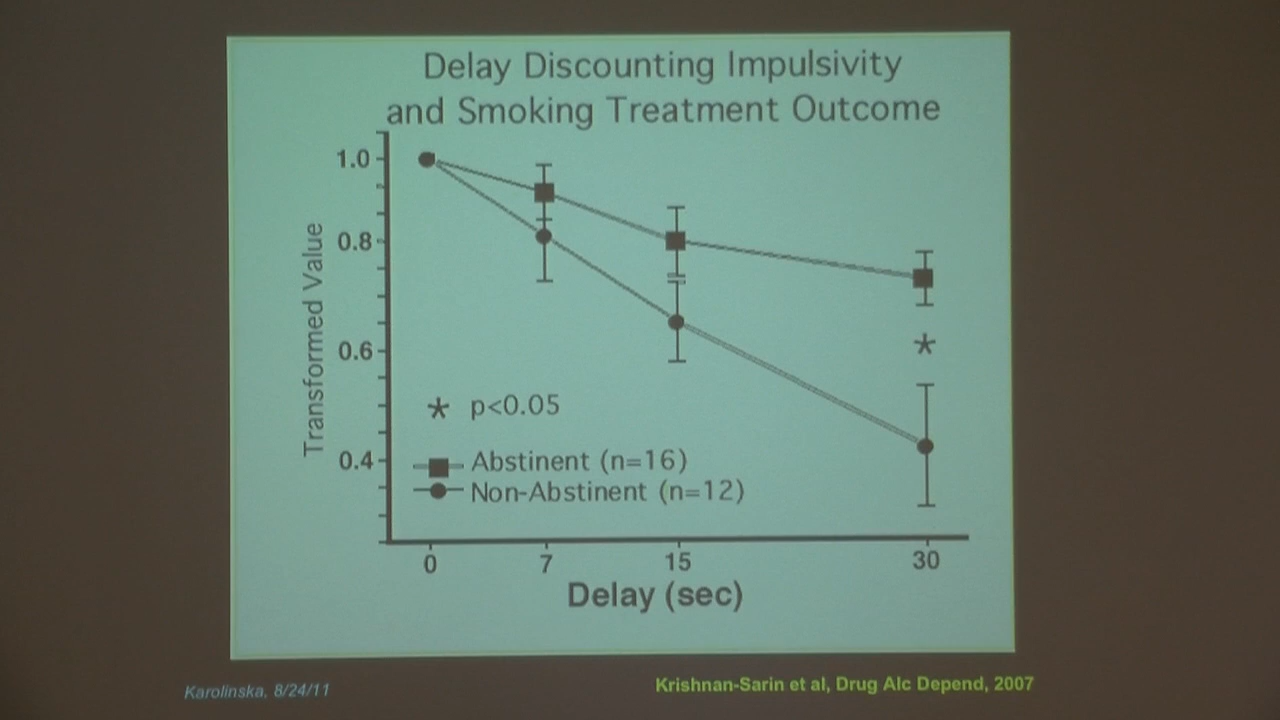 Delay Discounting Impulsivity
and Smoking Treatment Outcome
1.0
0.8
0.6
0.4
Transformed Value
* p<0.05
Abstinent (n=16)
Non-Abstinent (n=12)
*
0 7 15 30
Delay (sec)
Karolinska, 8/24/11
Krishnan-Sarin et al, Drug Alc Depend, 2007